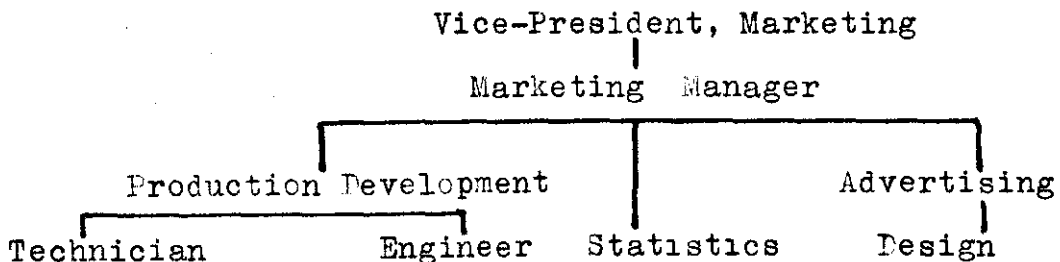 Vice-President, Marketing
Marketing Manager
Production Development Advertising
Technician Engineer Statistics Design